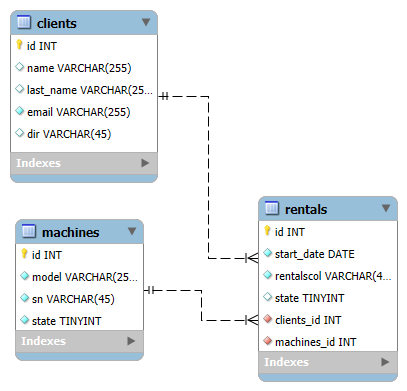 clients
id INT
name VARCHAR(255)
last_name VARCHAR(25...
email VARCHAR(255)
dir VARCHAR(45)
Indexes
machines
id INT
model VARCHAR(25...
sn VARCHAR(45)
state TINYINT
Indexes
rentals
id INT
start_date DATE
rentalscol VARCHAR(4...
state TINYINT
clients_id INT
machines_id INT
Indexes